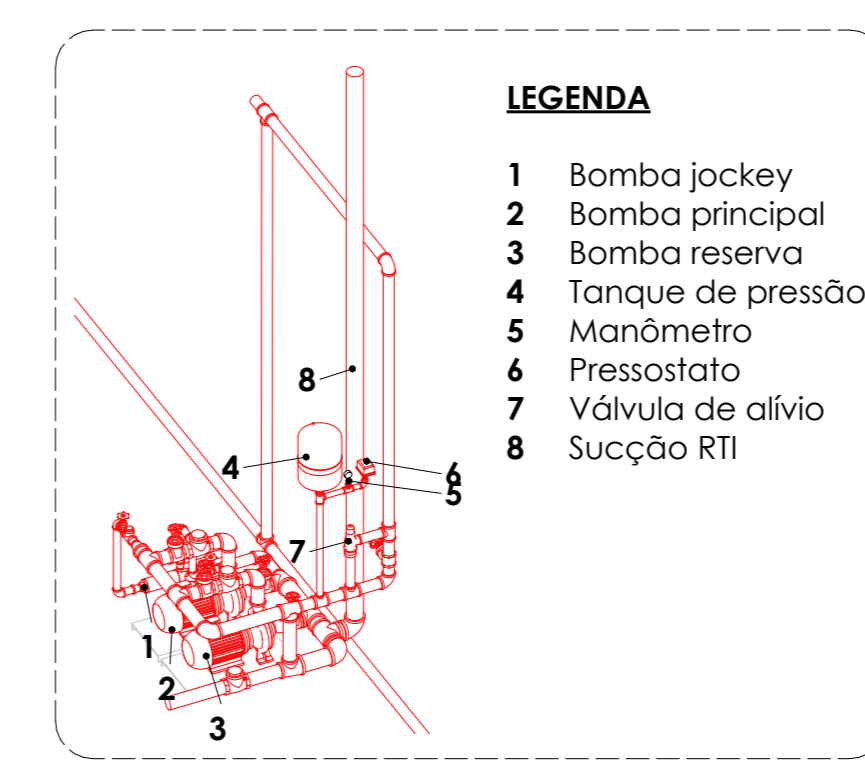 LEGENDA
1 Bomba jockey
2 Bomba principal
3 Bomba reserva
4 Tanque de pressão
5 Manômetro
6 Pressostato
7 Válvula de alívio
8 Sucção RTI
8
4
6
5
7
1
2
3